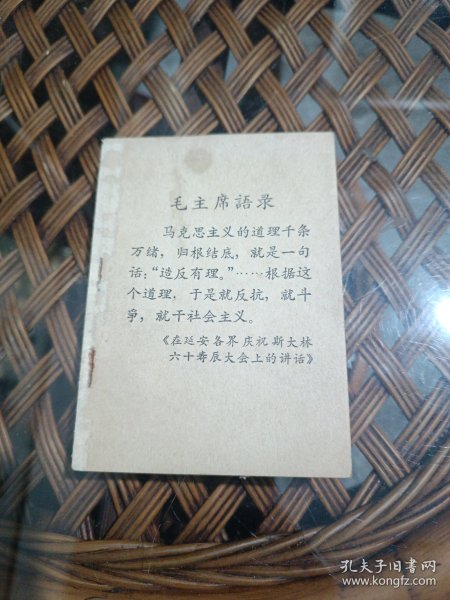 毛主席語录
马克思主义的道理千条
万绪，归根结底，就是一句
话：“造反有理。”……根据这
个道理，于是就反抗，就斗
爭，就干社会主义。
《在延安各界庆祝斯大林
六十寿辰大会上的讲话》
孔夫子旧书网
www.kongfz.com